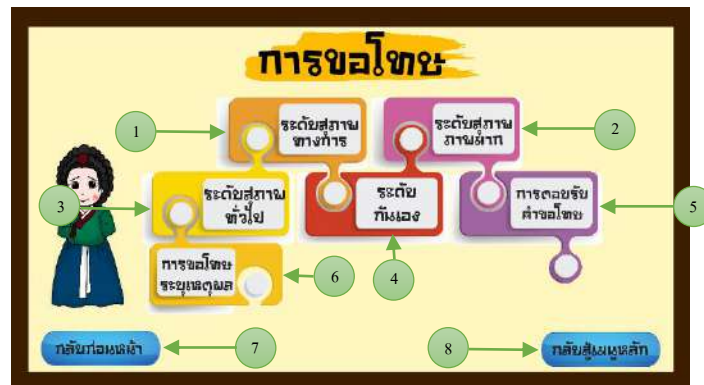 การขอโทษ
1
ระดับสุภาพ
ทางการ
ระดับสุภาพ
ภาพมาก
2
3
ระดับสุภาพ
ทั่วไป
ระดับ
กันเอง
การตอบรับ
คำขอโทษ
5
4
การขอโทษ
ระบุเหตุผล
6
กลับก่อนหน้า
7
8
กลับสู่เมนูหลัก